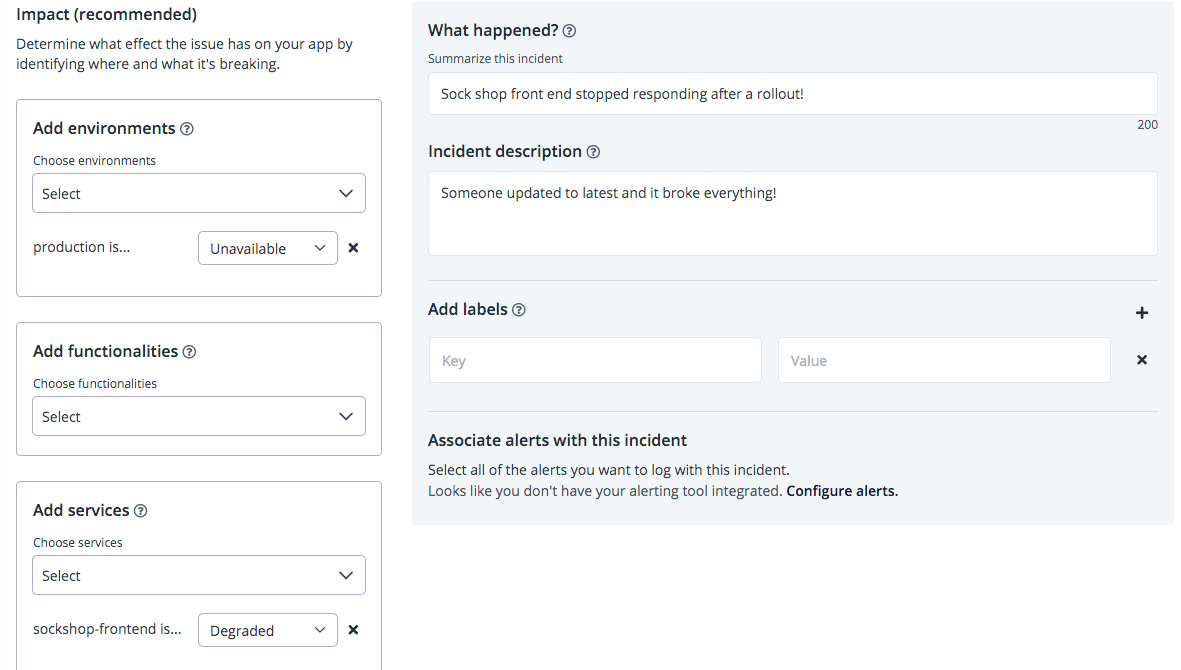 Impact (recommended)
Determine what effect the issue has on your app by
identifying where and what it's breaking.
Add environments
Choose environments
Select
production is...
Unavailable
Add functionalities
Choose functionalities
Select
Add services
Choose services
Select
sockshop-frontend is...
Degraded
What happened?
Summarize this incident
Sock shop front end stopped responding after a rollout!
200
Incident description
Someone updated to latest and it broke everything!
Add labels
Key
Value
Associate alerts with this incident
Select all of the alerts you want to log with this incident.
Looks like you don't have your alerting tool integrated. Configure alerts.